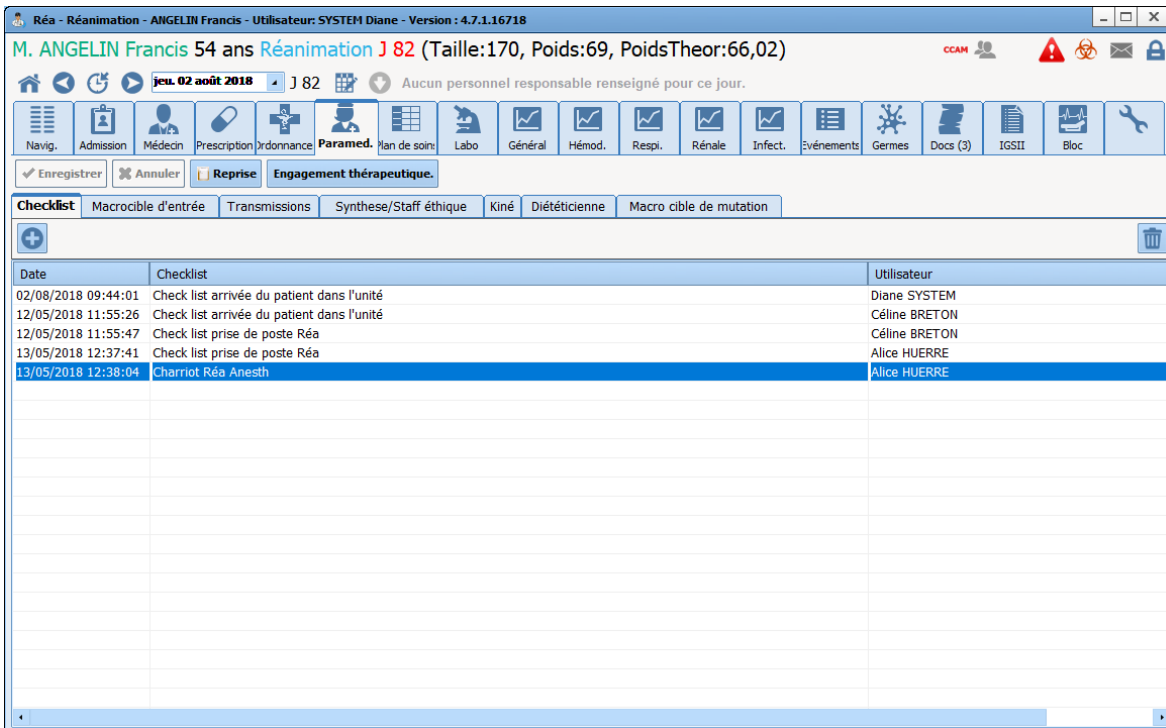 Réa - Réanimation - ANGELIN Francis - Utilisateur: SYSTEM Diane - Version : 4.7.1.16718
M. ANGELIN Francis 54 ans Réanimation J 82 (Taille:170, Poids:69, PoidsTheor:66,02) CCAM
jeu. 02 août 2018 J 82 Aucun personnel responsable renseigné pour ce jour.
Navig. Admission Médecin Prescription Ordonnance Paramed. Plan de soins Labo Général Hémod. Respi. Rénale Infect. Evénements Germes Docs (3) IGSII Bloc
Enregistrer Annuler Reprise Engagement thérapeutique.
Checklist Macrocible d'entrée Transmissions Synthese/Staff éthique Kiné Diététicienne Macro cible de mutation
Date Checklist Utilisateur
02/08/2018 09:44:01 Check list arrivée du patient dans l'unité Diane SYSTEM
12/05/2018 11:55:26 Check list arrivée du patient dans l'unité Céline BRETON
12/05/2018 11:55:47 Check list prise de poste Réa Céline BRETON
13/05/2018 12:37:41 Check list prise de poste Réa Alice HUERRE
13/05/2018 12:38:04 Charriot Réa Anesth Alice HUERRE